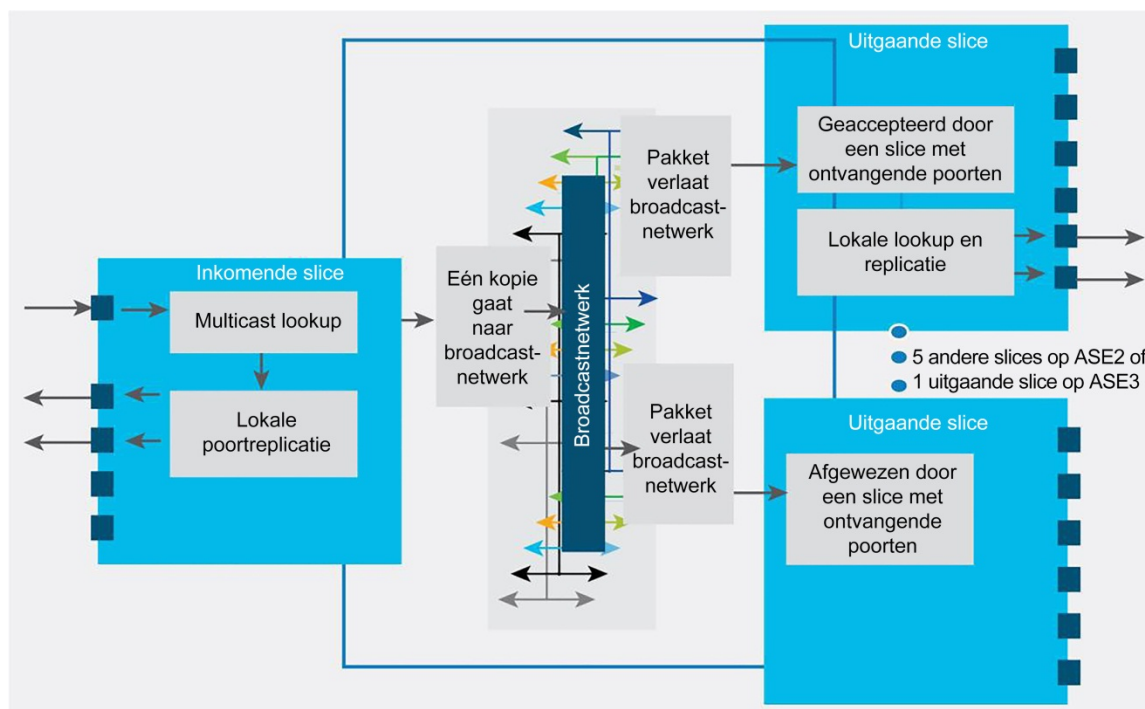 Inkomende slice
Multicast lookup
Lokale
poortreplicatie
Eén kopie
gaat
naar
broadcast-
netwerk
Broadcastnetwerk
Pakket
verlaat
broadcast-
netwerk
Pakket
verlaat
broadcast-
netwerk
Uitgaande slice
Geaccepteerd door
een slice met
ontvangende poorten
Lokale lookup en
replicatie
5 andere slices op ASE2 of
1 uitgaande slice op ASE3
Uitgaande slice
Afgewezen door
een slice met
ontvangende
poorten